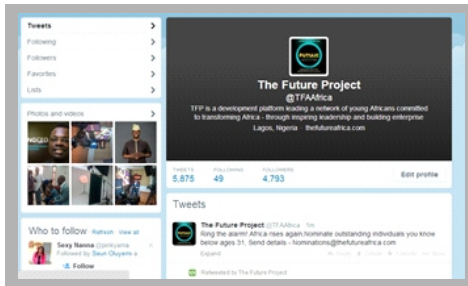 Tweets
Following
Followers
Favorites
Lists
Photos and videos
Who to follow Refresh View all
Sexy Nanna @pinkyama
Followed by Seun Oluyemi a
Follow
FUTURE
The Future Project
@TFAAfrica
TFP is a development platform leading a network of young Africans committed
to transforming Africa - through inspiring leadership and building enterprise
Lagos, Nigeria · thefutureafrica.com
TWEETS FOLLOWING FOLLOWERS
5,875 49 4,793 Edit profile
Tweets
The Future Project @TFAAfrica · 1m
Ring the alarm! Africa rises again.Nominate outstanding individuals you know
below ages 31, Send details - Nominations@thefutureafrica.com
Expand
Retweeted by The Future Project